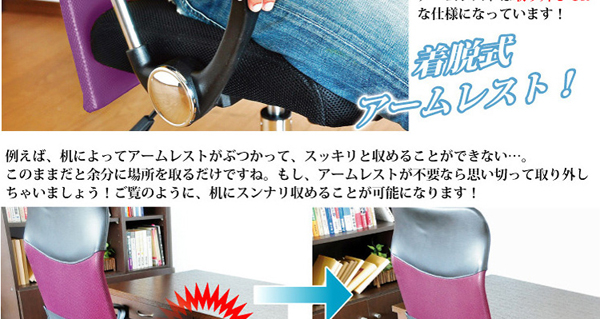 な仕様になっています！
着脱式
アームレスト！
例えば、机によってアームレストがぶつかって、スッキリと収めることができない…。
このままだと余分に場所を取るだけですね。もし、アームレストが不要なら思い切って取り外し
ちゃいましょう！ご覧のように、机にスンナリ収めることが可能になります！